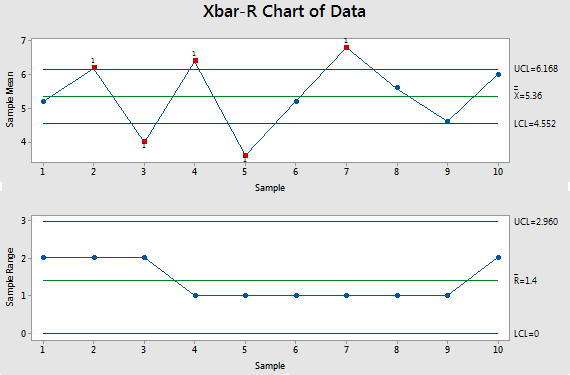 Xbar-R Chart of Data
Sample Mean
7
6
5
4
1
1
1
1
1
UCL=6.168
X=5.36
LCL=4.552
1 2 3 4 5 6 7 8 9 10
Sample
Sample Range
3
2
1
0
UCL=2.960
R=1.4
LCL=0
1 2 3 4 5 6 7 8 9 10
Sample